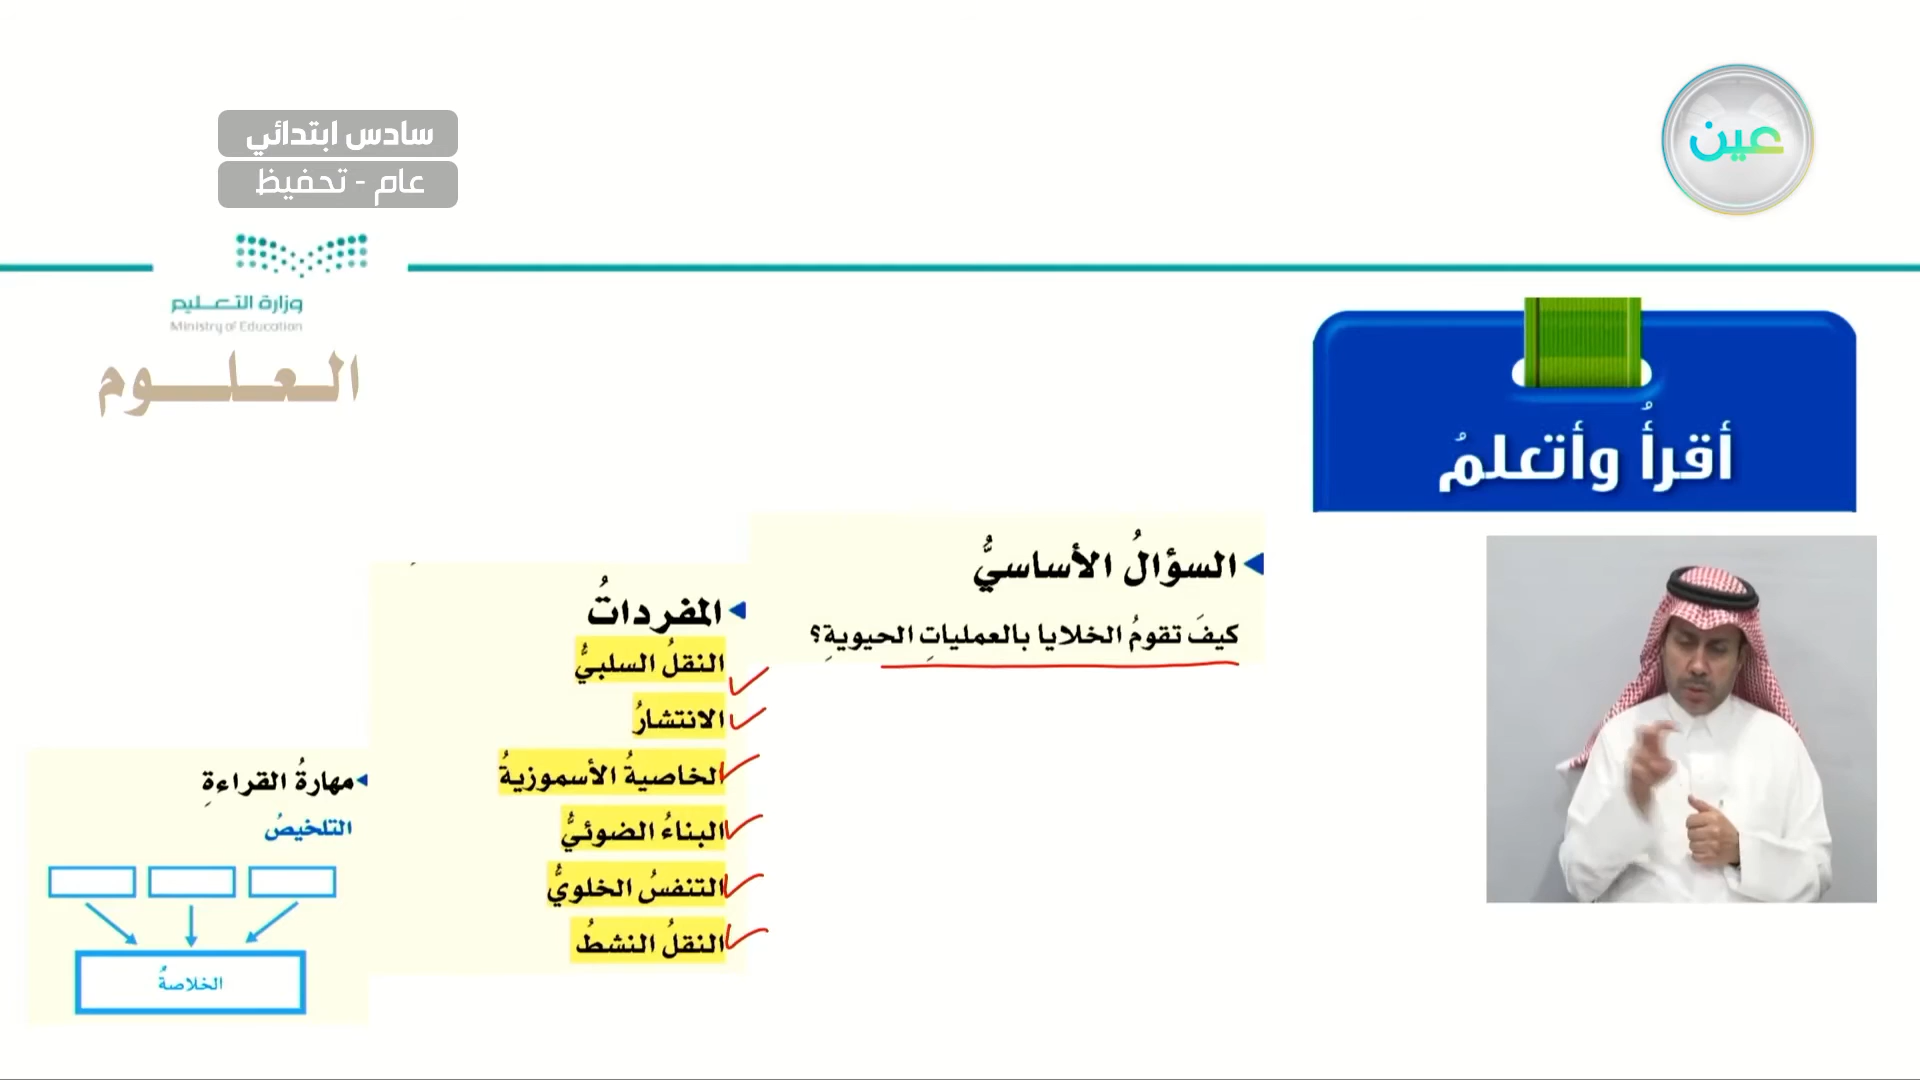 سادس ابتدائي
عام - تحفيظ
عين
وزارة التعليم
Ministry of Education
العلوم
أقرأُ وأتعلمُ
السؤالُ الأساسيُّ
كيفَ تقومُ الخلايا بالعملياتِ الحيويةِ؟
المفرداتُ
النقلُ السلبيُّ
الانتشارُ
الخاصيةُ الأسموزيةُ
البناءُ الضوئيُّ
التنفسُ الخلويُّ
النقلُ النشطُ
مهارةُ القراءةِ
التلخيصُ
الخلاصةُ